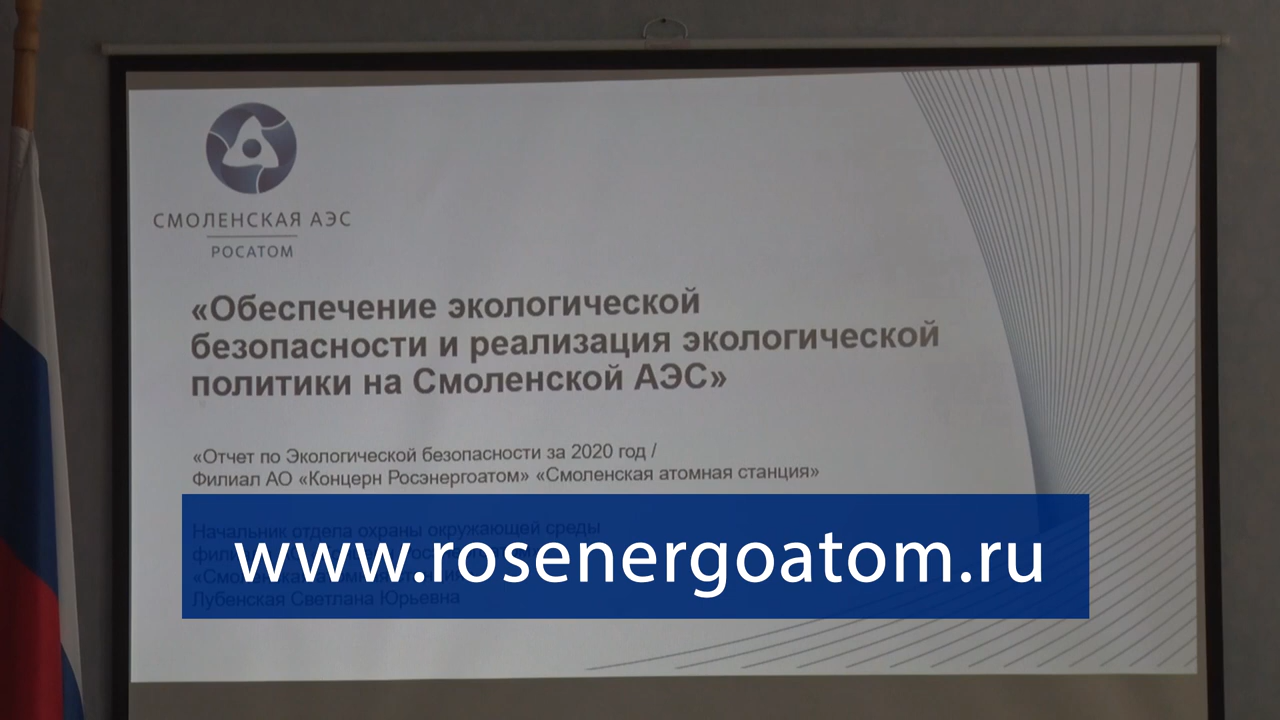 СМОЛЕНСКАЯ АЭС
РОСАТОМ
«Обеспечение экологической
безопасности и реализация экологической
политики на Смоленской АЭС»
«Отчет по Экологической безопасности за 2020 год /
Филиал АО «Концерн Росэнергоатом» «Смоленская атомная станция»
Начальник отдела охраны окружающей среды
www.rosenergoatom.ru
Лубенская Светлана Юрьевна